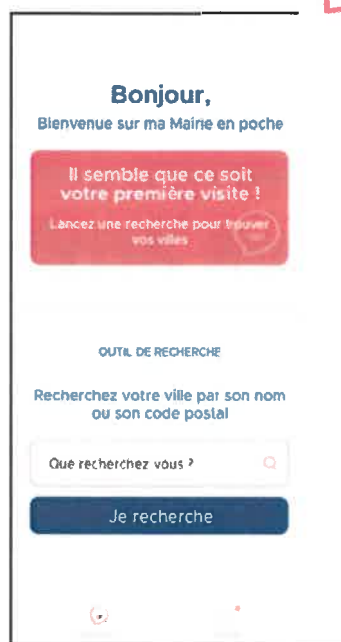 Bonjour,
Bienvenue sur ma Mairie en poche
Il semble que ce soit
votre première visite !
Lancez une recherche pour trouver
vos villes
OUTIL DE RECHERCHE
Recherchez votre ville par son nom
ou son code postal
Que recherchez vous ?
Je recherche